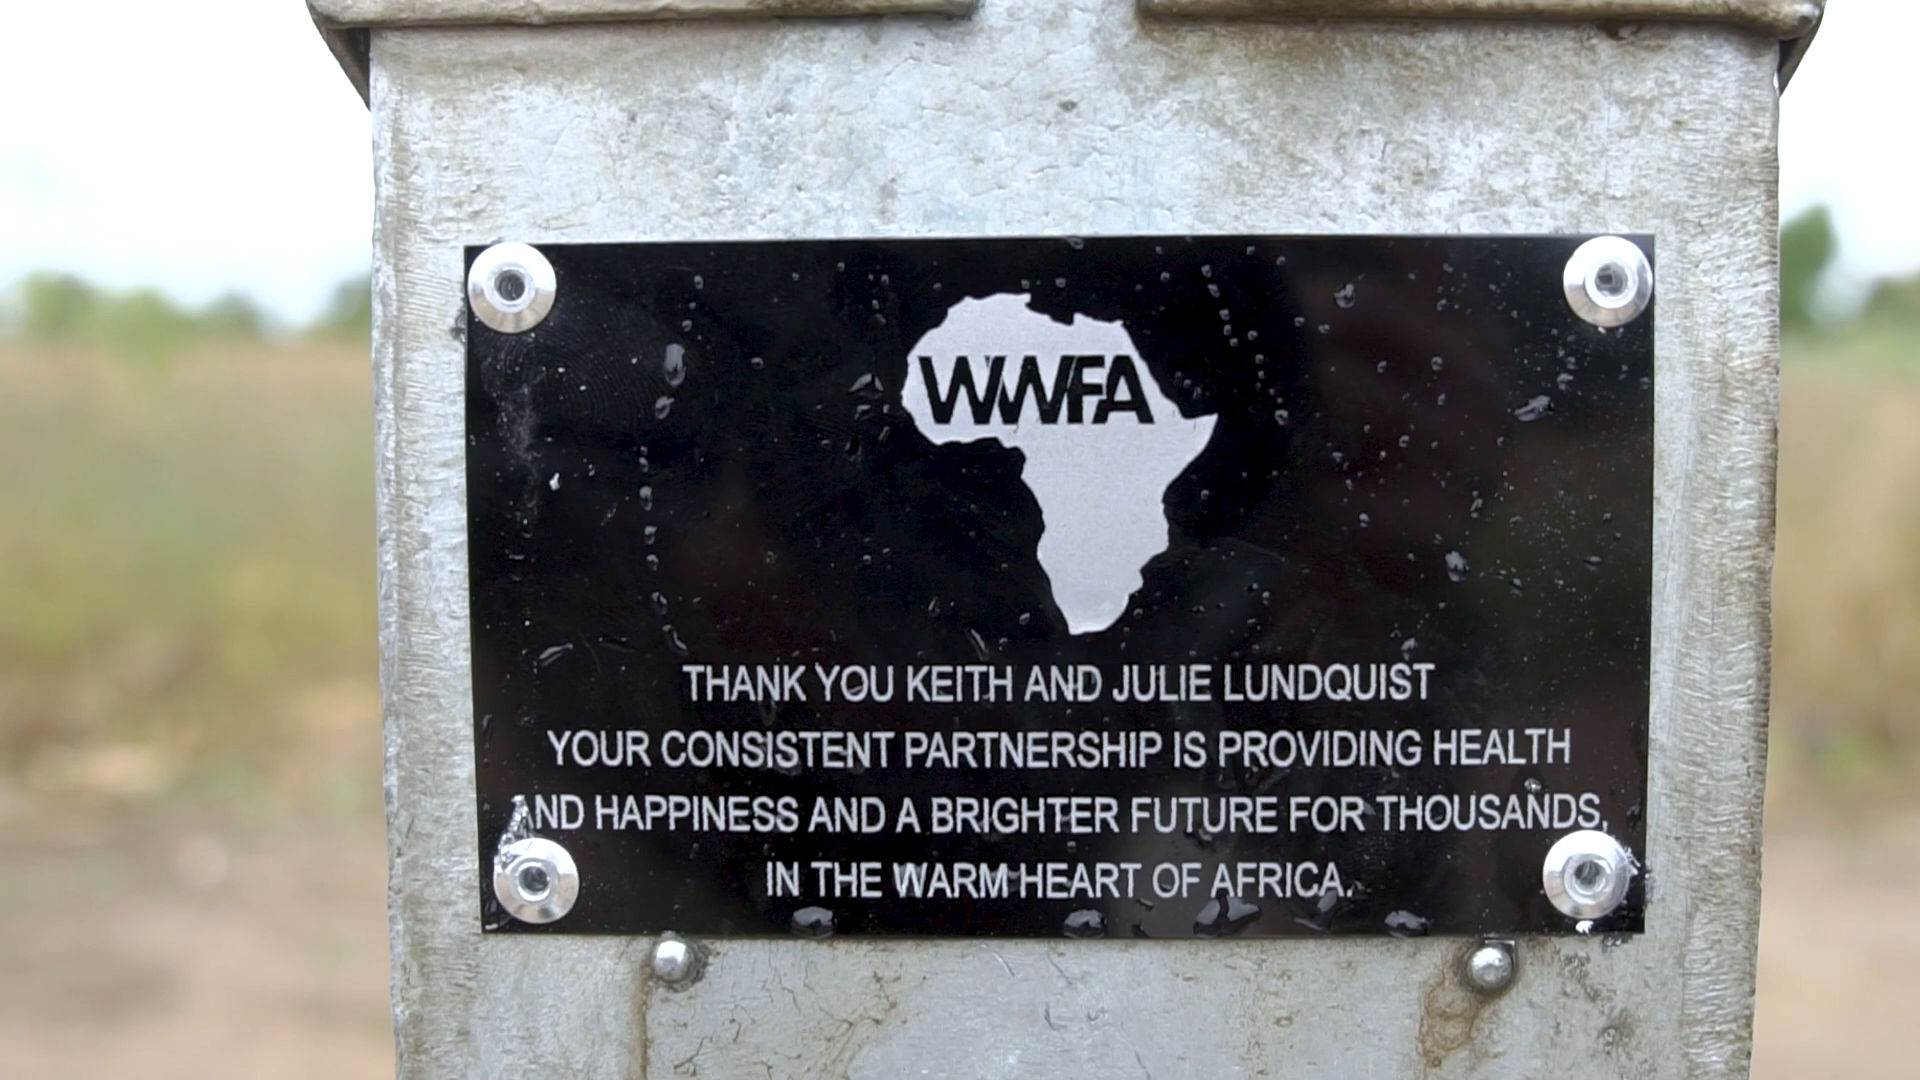 WWFA
THANK YOU KEITH AND JULIE LUNDQUIST
YOUR CONSISTENT PARTNERSHIP IS PROVIDING HEALTH
AND HAPPINESS AND A BRIGHTER FUTURE FOR THOUSANDS,
IN THE WARM HEART OF AFRICA.